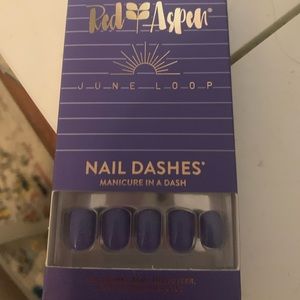 Red Aspen®
JUNE LOOP
NAIL DASHES®
MANICURE IN A DASH